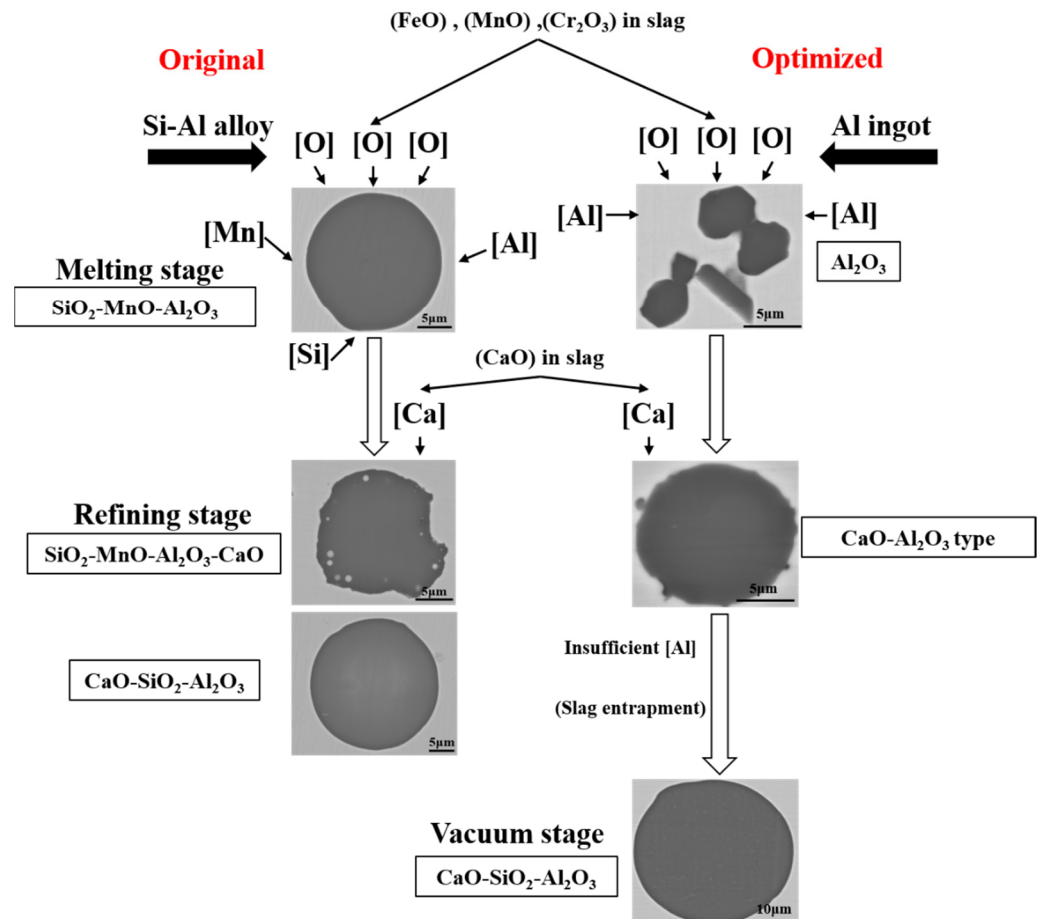 (FeO) , (MnO) ,(Cr₂O₃) in slag
Original
Optimized
Si-Al alloy
[O] [O] [O]
[O] [O] [O]
Al ingot
[Mn]
[Al]
[Al]
[Al]
Melting stage
SiO₂-MnO-Al₂O₃
5μm
Al₂O₃
5μm
[Si]
(CaO) in slag
[Ca]
[Ca]
Refining stage
SiO₂-MnO-Al₂O₃-CaO
5μm
CaO-Al₂O₃ type
5μm
CaO-SiO₂-Al₂O₃
5μm
Insufficient [Al]
(Slag entrapment)
Vacuum stage
CaO-SiO₂-Al₂O₃
10μm